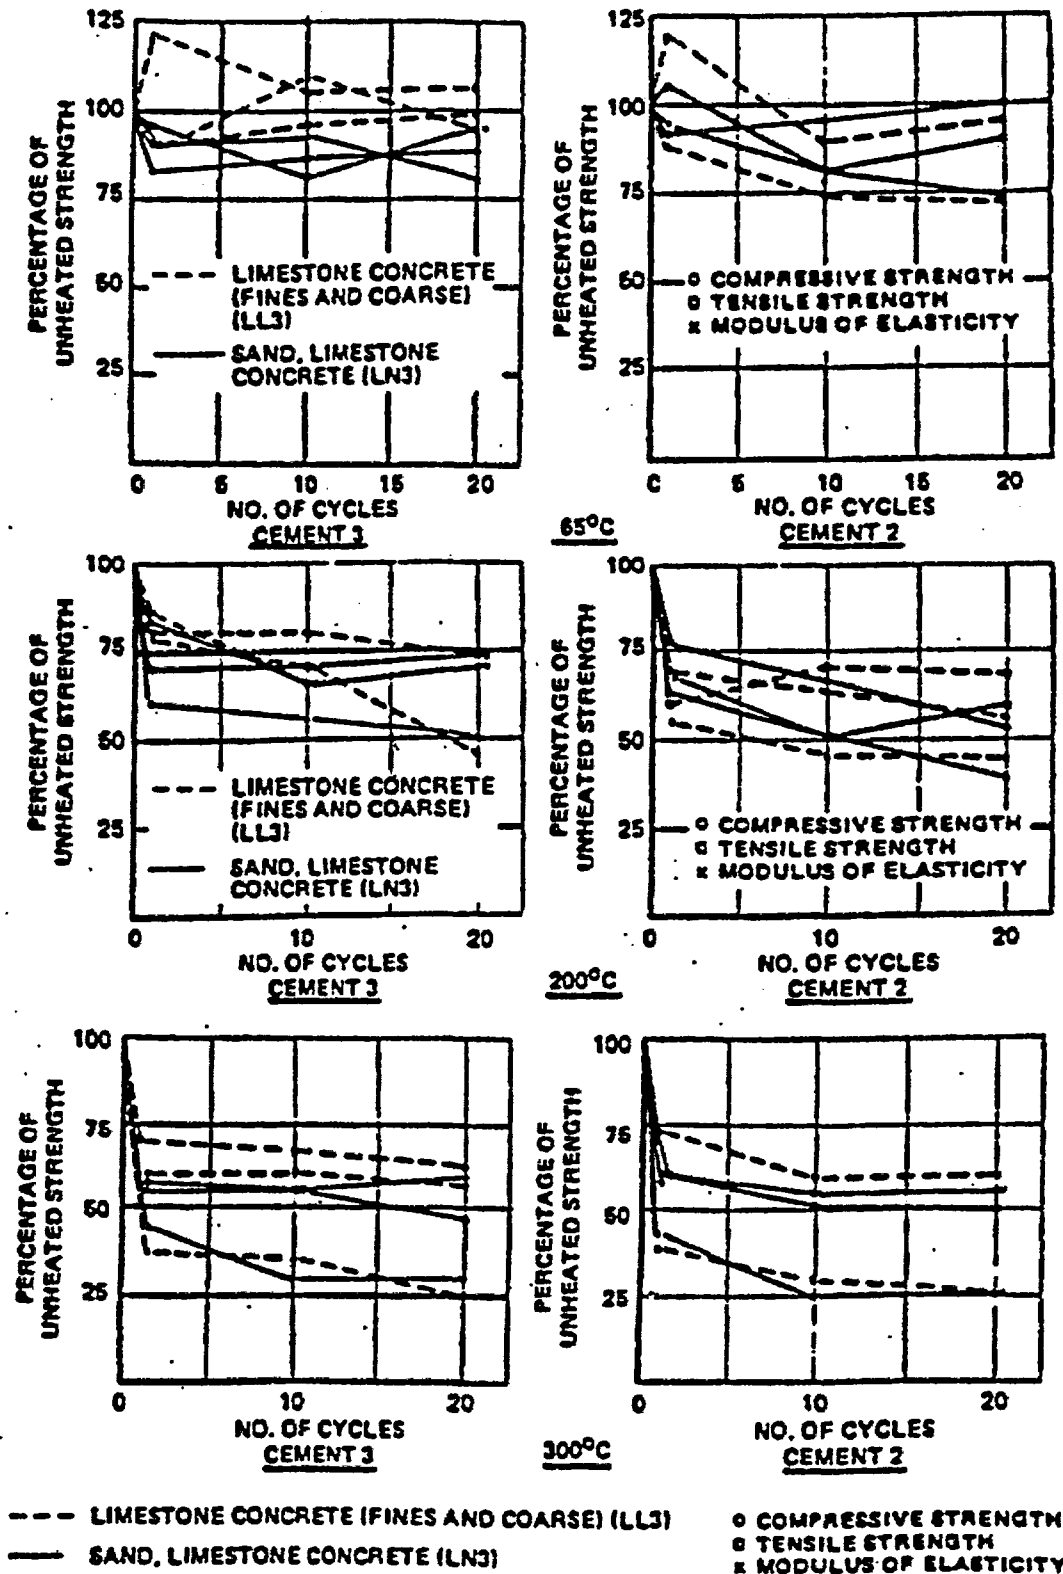 125
100
75
50
25
PERCENTAGE OF
UNHEATED STRENGTH
LIMESTONE CONCRETE
(FINES AND COARSE)
(LL3)
SAND, LIMESTONE
CONCRETE (LN3)
0 5 10 15 20
NO. OF CYCLES
CEMENT 3
125
100
75
50
25
PERCENTAGE OF
UNHEATED STRENGTH
o COMPRESSIVE STRENGTH
□ TENSILE STRENGTH
x MODULUS OF ELASTICITY
0 5 10 15 20
NO. OF CYCLES
CEMENT 2
65°C
100
75
50
25
PERCENTAGE OF
UNHEATED STRENGTH
LIMESTONE CONCRETE
(FINES AND COARSE)
(LL3)
SAND, LIMESTONE
CONCRETE (LN3)
0 10 20
NO. OF CYCLES
CEMENT 3
100
75
50
25
PERCENTAGE OF
UNHEATED STRENGTH
o COMPRESSIVE STRENGTH
□ TENSILE STRENGTH
x MODULUS OF ELASTICITY
0 10 20
NO. OF CYCLES
CEMENT 2
200°C
100
75
50
25
PERCENTAGE OF
UNHEATED STRENGTH
0 10 20
NO. OF CYCLES
CEMENT 3
100
75
50
25
PERCENTAGE OF
UNHEATED STRENGTH
0 10 20
NO. OF CYCLES
CEMENT 2
300°C
LIMESTONE CONCRETE (FINES AND COARSE) (LL3)
SAND, LIMESTONE CONCRETE (LN3)
o COMPRESSIVE STRENGTH
□ TENSILE STRENGTH
x MODULUS OF ELASTICITY